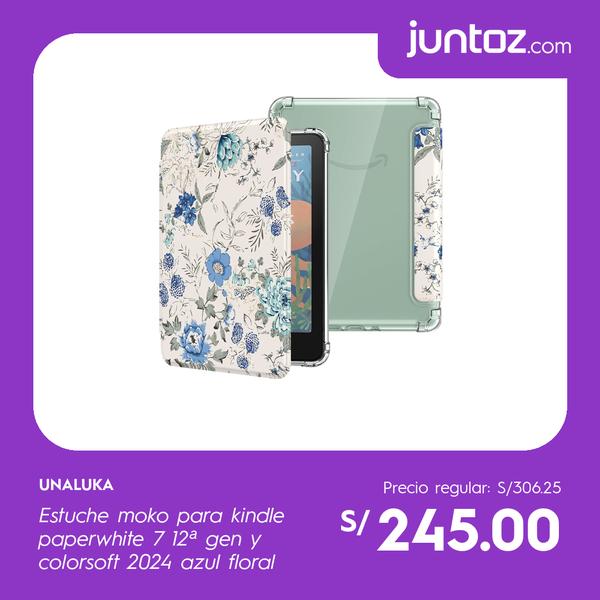 juntoz.com
Y
UNALUKA
Estuche moko para kindle
paperwhite 7 12ª gen y
colorsoft 2024 azul floral
Precio regular: S/306.25
S/245.00